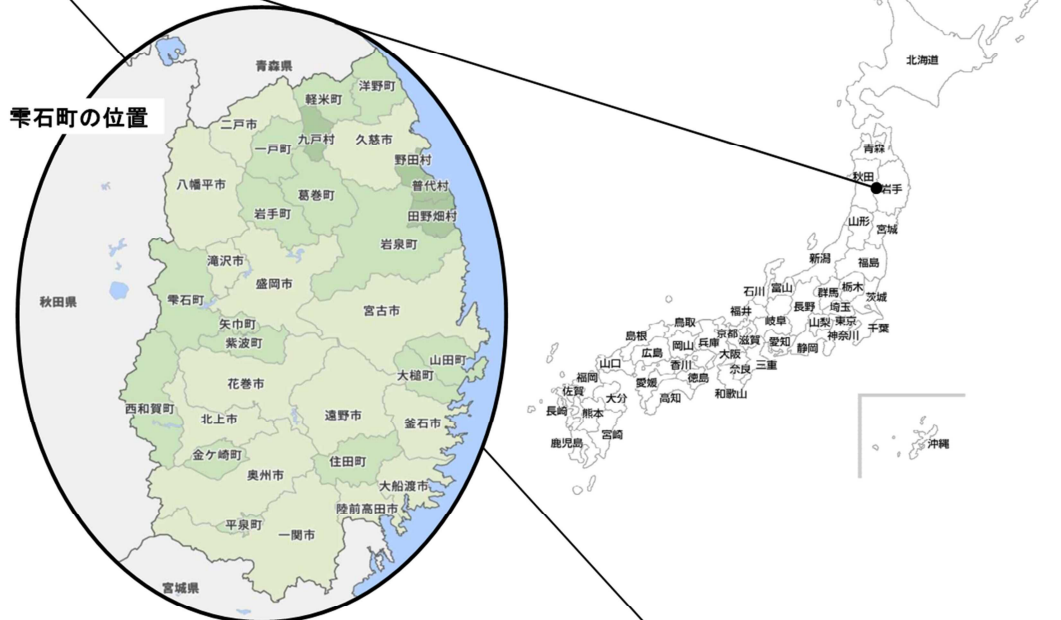 雫石町の位置
青森県
洋野町
軽米町
二戸市
九戸村
久慈市
一戸町
野田村
八幡平市
普代村
葛巻町
岩手町
田野畑村
岩泉町
滝沢市
盛岡市
秋田県
雫石町
宮古市
矢巾町
紫波町
山田町
大槌町
花巻市
西和賀町
北上市
遠野市
釜石市
金ケ崎町
住田町
奥州市
大船渡市
陸前高田市
平泉町
一関市
宮城県
北海道
青森
秋田
岩手
山形
宮城
新潟
福島
石川
富山
群馬
栃木
茨城
長野
埼玉
福井
岐阜
山梨
東京
千葉
神奈川
鳥取
島根
京都
滋賀
愛知
静岡
岡山
兵庫
広島
大阪
山口
香川
奈良
三重
福岡
愛媛
徳島
和歌山
佐賀
大分
高知
長崎
熊本
宮崎
鹿児島
沖縄